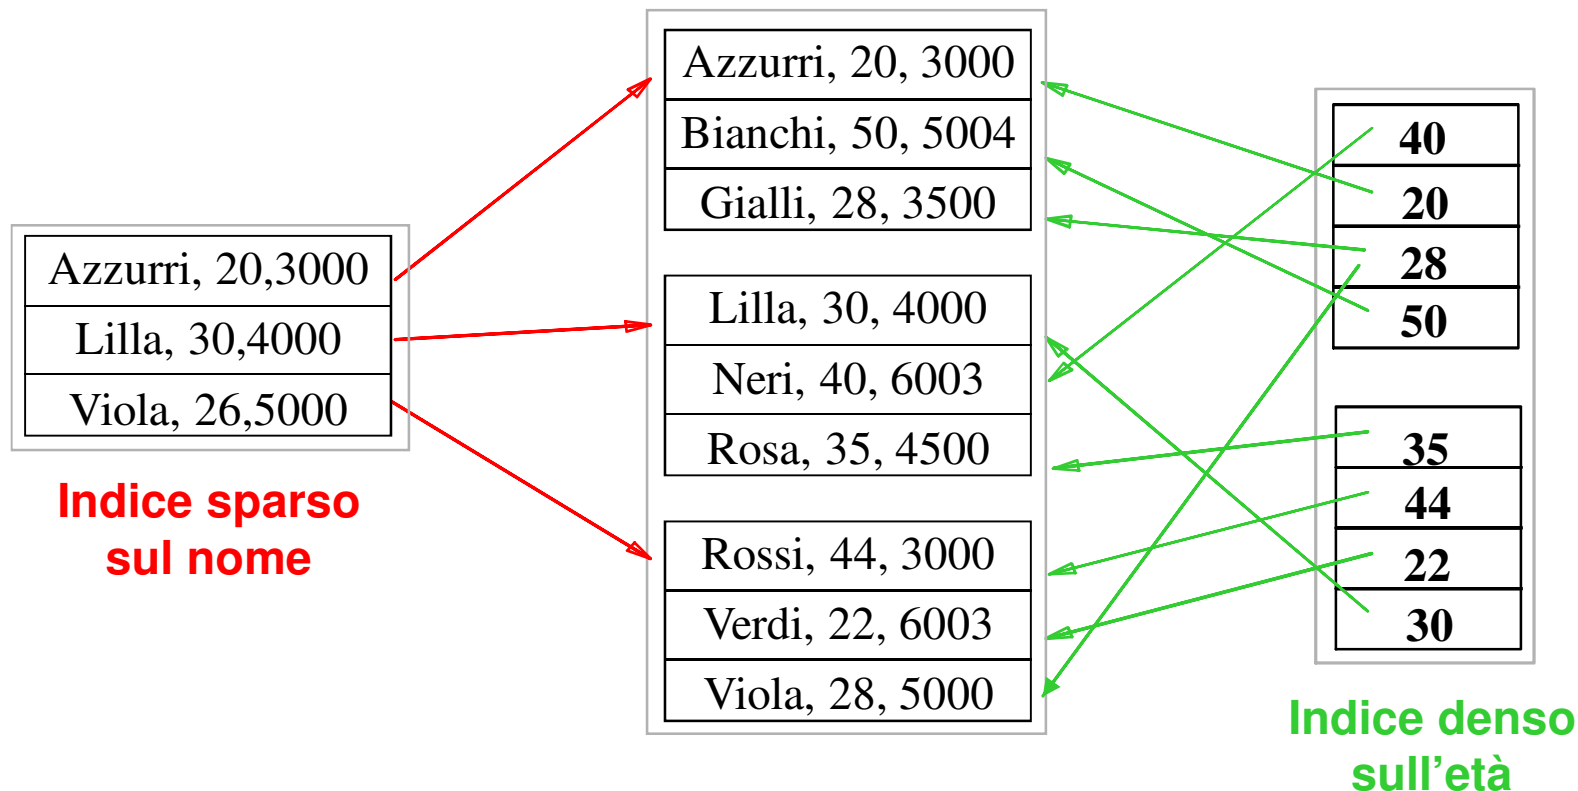 Azzurri, 20,3000
Lilla, 30,4000
Viola, 26,5000
Indice sparso
sul nome
Azzurri, 20, 3000
Bianchi, 50, 5004
Gialli, 28, 3500
Lilla, 30, 4000
Neri, 40, 6003
Rosa, 35, 4500
Rossi, 44, 3000
Verdi, 22, 6003
Viola, 28, 5000
40
20
28
50
35
44
22
30
Indice denso
sull’età